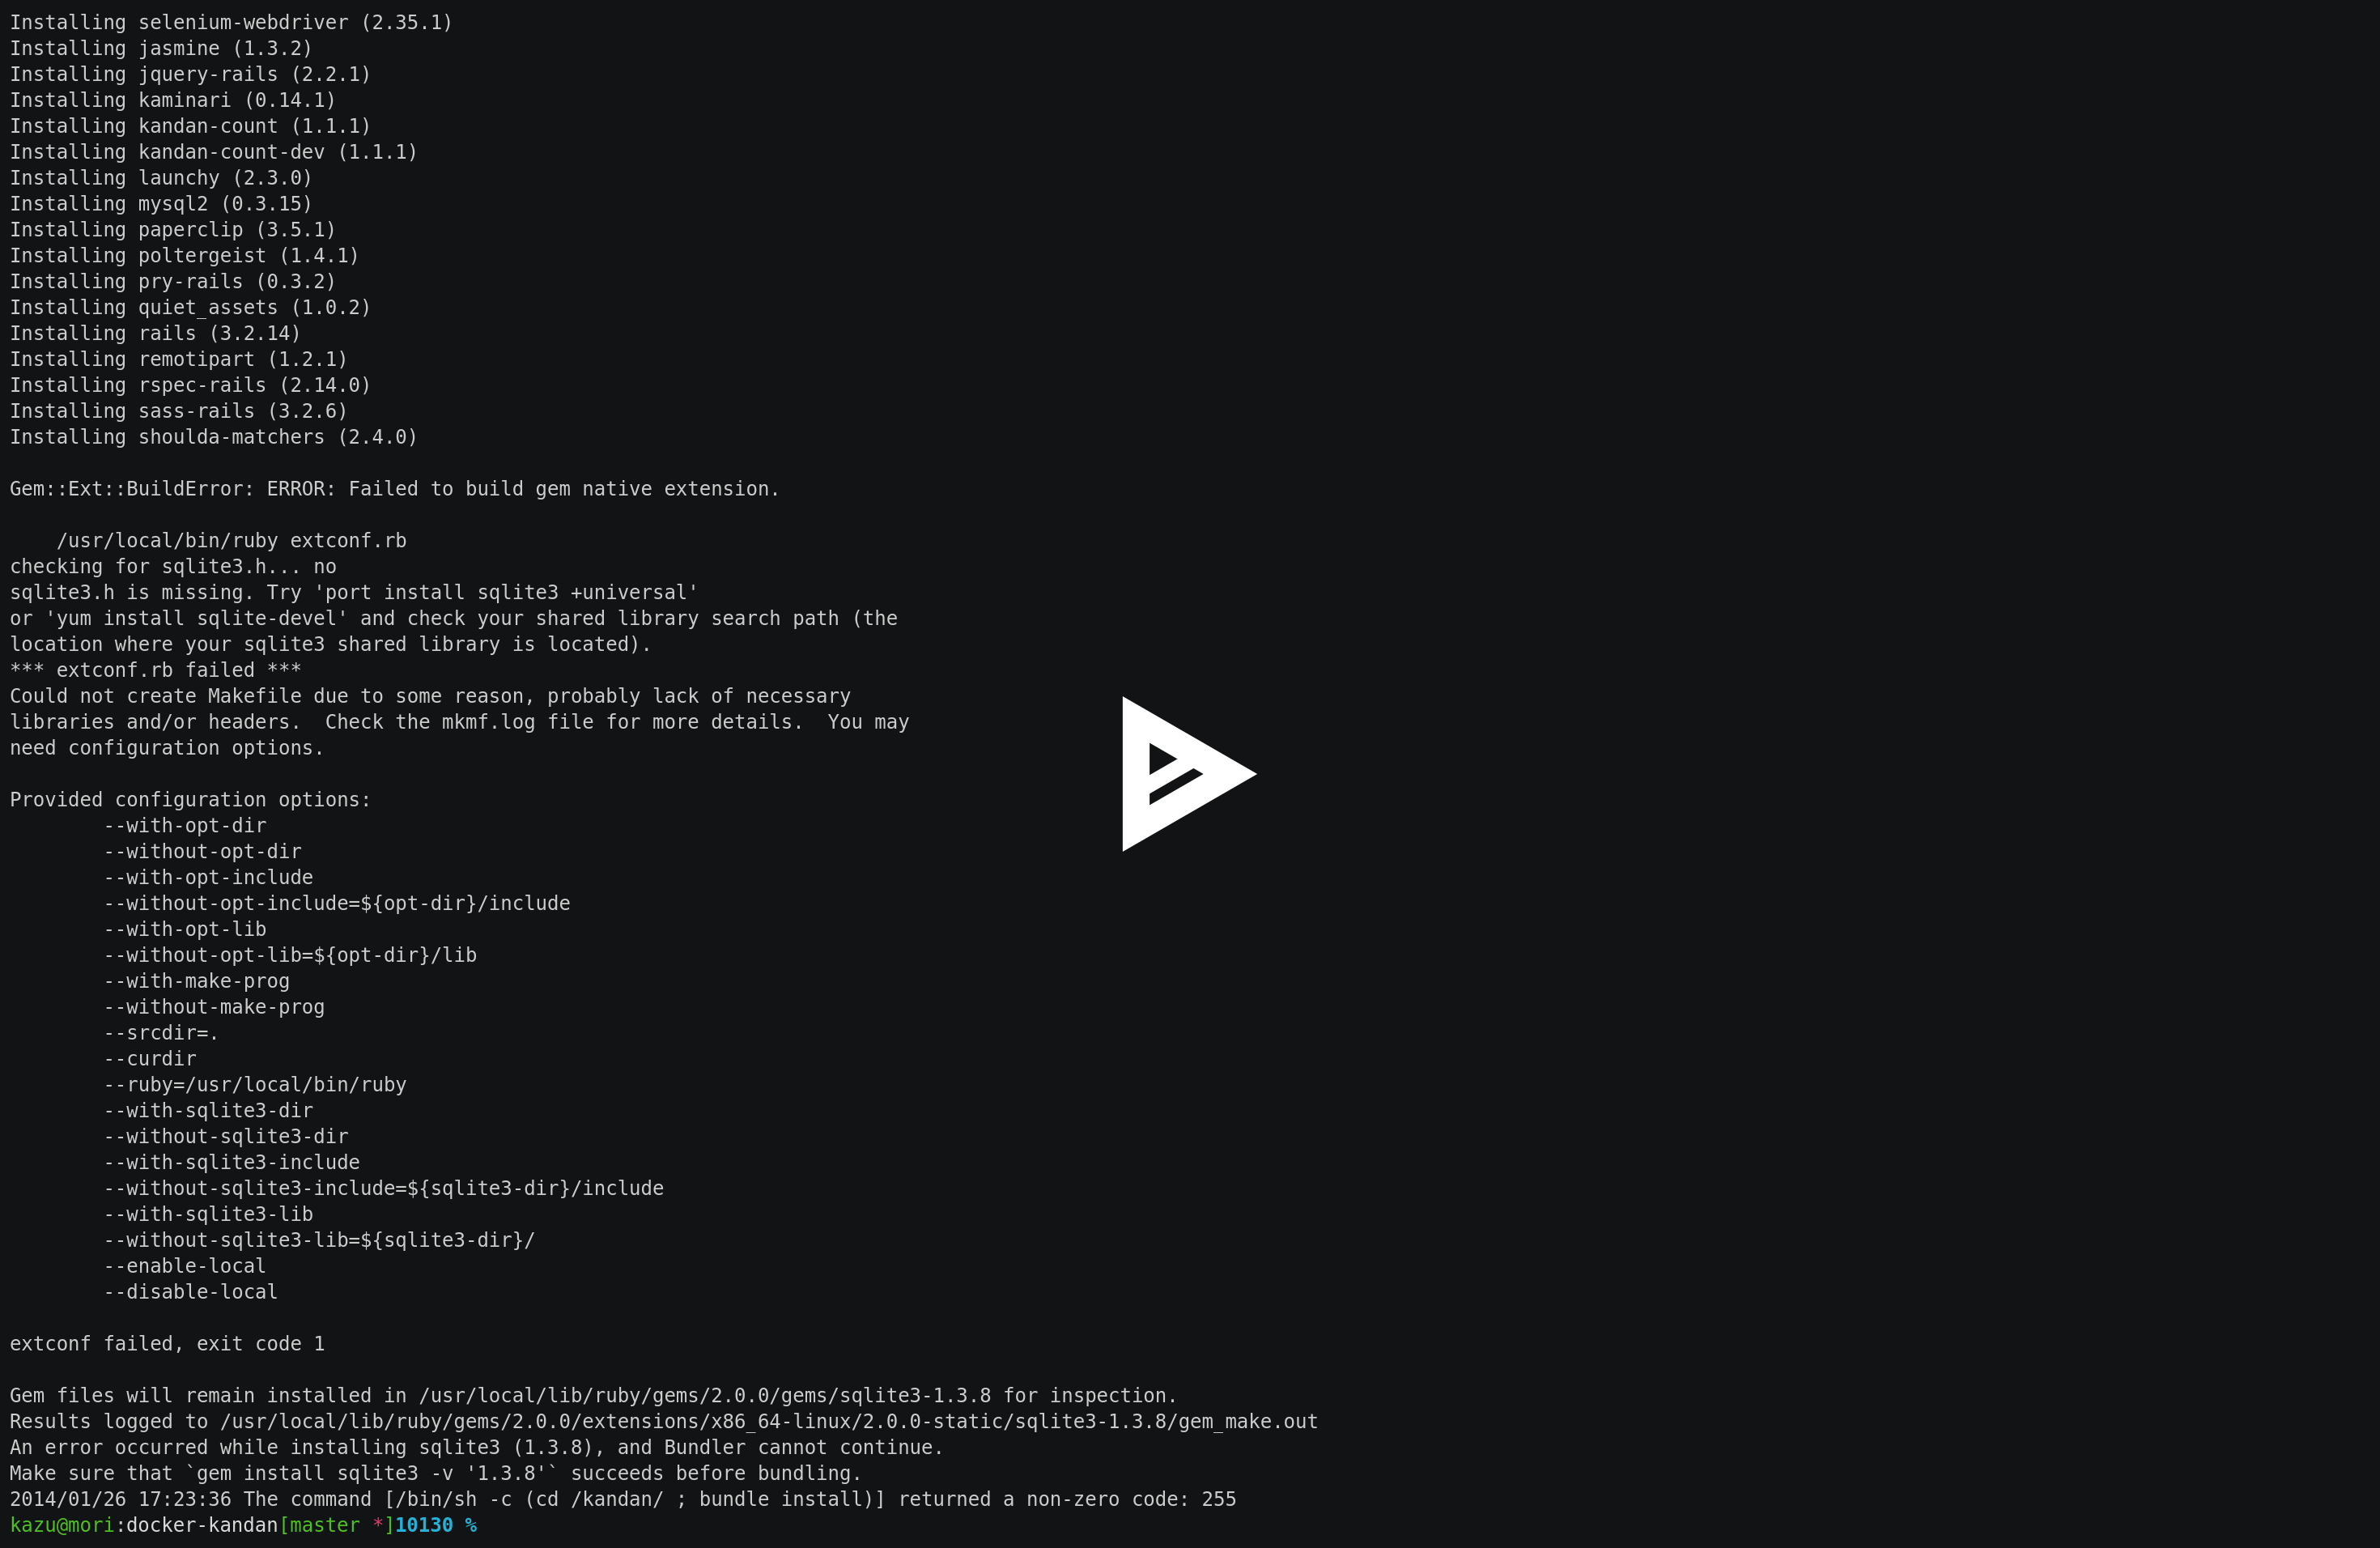 Installing selenium-webdriver (2.35.1)
Installing jasmine (1.3.2)
Installing jquery-rails (2.2.1)
Installing kaminari (0.14.1)
Installing kandan-count (1.1.1)
Installing kandan-count-dev (1.1.1)
Installing launchy (2.3.0)
Installing mysql2 (0.3.15)
Installing paperclip (3.5.1)
Installing poltergeist (1.4.1)
Installing pry-rails (0.3.2)
Installing quiet_assets (1.0.2)
Installing rails (3.2.14)
Installing remotipart (1.2.1)
Installing rspec-rails (2.14.0)
Installing sass-rails (3.2.6)
Installing shoulda-matchers (2.4.0)

Gem::Ext::BuildError: ERROR: Failed to build gem native extension.

    /usr/local/bin/ruby extconf.rb
checking for sqlite3.h... no
sqlite3.h is missing. Try 'port install sqlite3 +universal'
or 'yum install sqlite-devel' and check your shared library search path (the
location where your sqlite3 shared library is located).
*** extconf.rb failed ***
Could not create Makefile due to some reason, probably lack of necessary
libraries and/or headers.  Check the mkmf.log file for more details.  You may
need configuration options.

Provided configuration options:
        --with-opt-dir
        --without-opt-dir
        --with-opt-include
        --without-opt-include=${opt-dir}/include
        --with-opt-lib
        --without-opt-lib=${opt-dir}/lib
        --with-make-prog
        --without-make-prog
        --srcdir=.
        --curdir
        --ruby=/usr/local/bin/ruby
        --with-sqlite3-dir
        --without-sqlite3-dir
        --with-sqlite3-include
        --without-sqlite3-include=${sqlite3-dir}/include
        --with-sqlite3-lib
        --without-sqlite3-lib=${sqlite3-dir}/
        --enable-local
        --disable-local

extconf failed, exit code 1

Gem files will remain installed in /usr/local/lib/ruby/gems/2.0.0/gems/sqlite3-1.3.8 for inspection.
Results logged to /usr/local/lib/ruby/gems/2.0.0/extensions/x86_64-linux/2.0.0-static/sqlite3-1.3.8/gem_make.out
An error occurred while installing sqlite3 (1.3.8), and Bundler cannot continue.
Make sure that `gem install sqlite3 -v '1.3.8'` succeeds before bundling.
2014/01/26 17:23:36 The command [/bin/sh -c (cd /kandan/ ; bundle install)] returned a non-zero code: 255
kazu@mori:docker-kandan[master *]10130 %